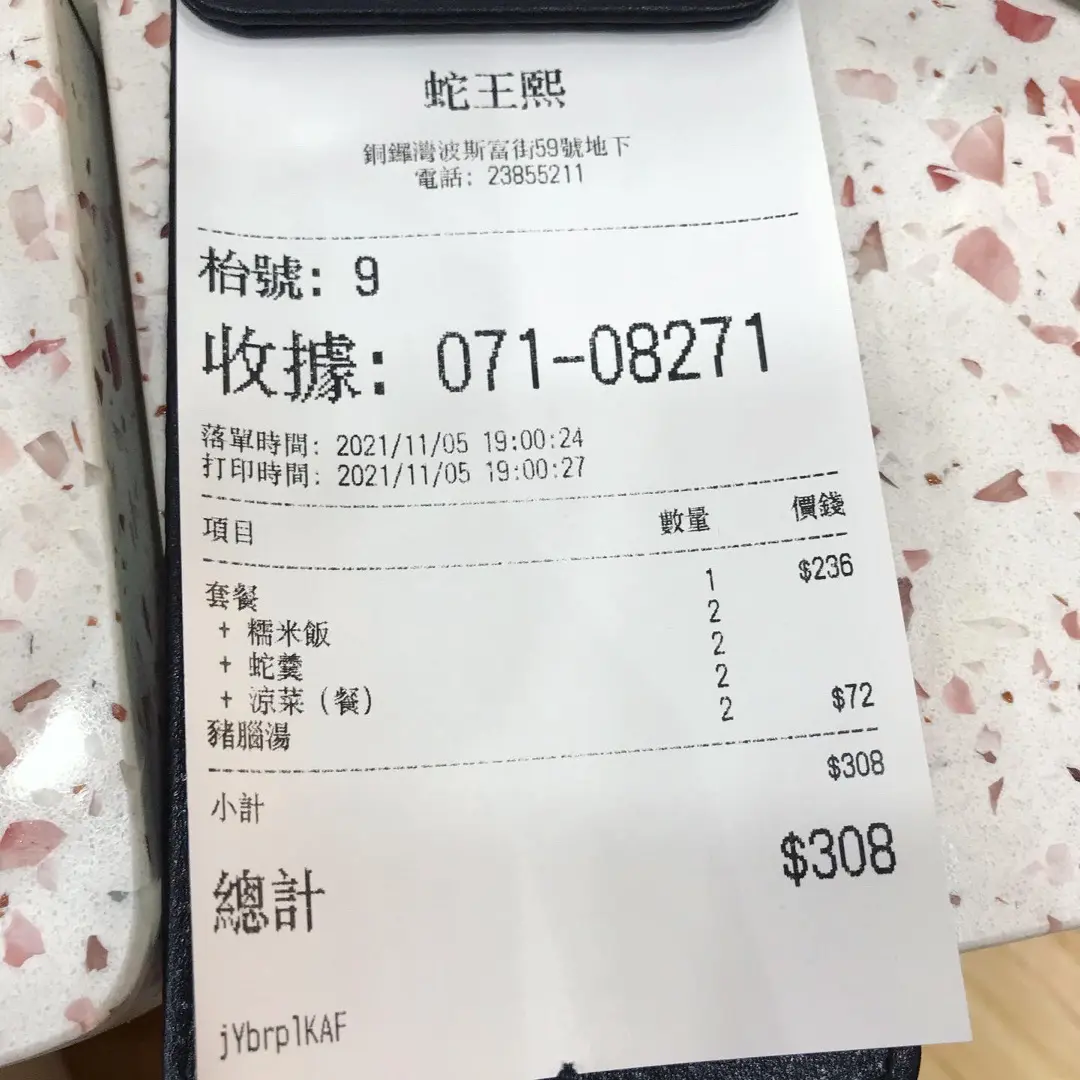 蛇王熙
銅鑼灣波斯富街59號地下
電話: 23855211
枱號: 9
收據: 071-08271
落單時間: 2021/11/05 19:00:24
打印時間: 2021/11/05 19:00:27
項目 數量 價錢
套餐 1 $236
+ 糯米飯 2
+ 蛇羹 2
+ 涼菜 (餐) 2
豬腦湯 2 $72
小計 $308
總計 $308
jYbrplKAF